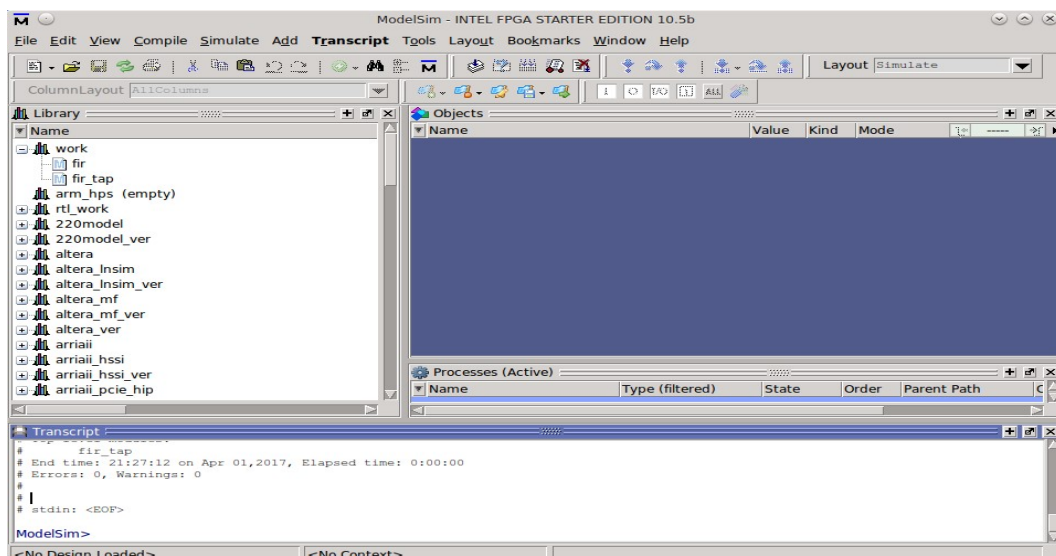 ModelSim - INTEL FPGA STARTER EDITION 10.5b
File Edit View Compile Simulate Add Transcript Tools Layout Bookmarks Window Help
Layout Simulate
ColumnLayout AllColumns
Library
Name
work
fir
fir_tap
arm_hps (empty)
rtl_work
220model
220model_ver
altera
altera_lnsim
altera_lnsim_ver
altera_mf
altera_mf_ver
altera_ver
arriaii
arriaii_hssi
arriaii_hssi_ver
arriaii_pcie_hip
Objects
Name Value Kind Mode
Processes (Active)
Name Type (filtered) State Order Parent Path
Transcript
# fir_tap
# End time: 21:27:12 on Apr 01,2017, Elapsed time: 0:00:00
# Errors: 0, Warnings: 0
#
#
# stdin: <EOF>
ModelSim>
<No Design Loaded> <No Context>